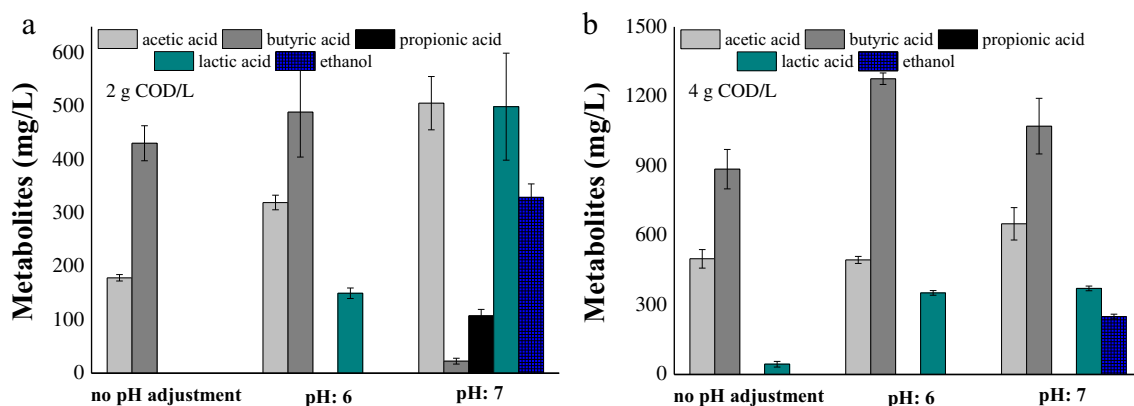 a
Metabolites (mg/L)
600
500
400
300
200
100
0
acetic acid butyric acid propionic acid
lactic acid ethanol
2 g COD/L
no pH adjustment pH: 6 pH: 7
b
Metabolites (mg/L)
1500
1200
900
600
300
0
acetic acid butyric acid propionic acid
lactic acid ethanol
4 g COD/L
no pH adjustment pH: 6 pH: 7